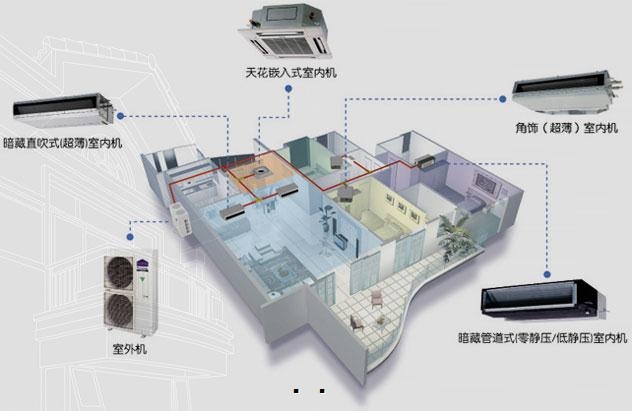 天花嵌入式室内机
角饰（超薄）室内机
暗藏直吹式(超薄)室内机
暗藏管道式(零静压/低静压)室内机
室外机